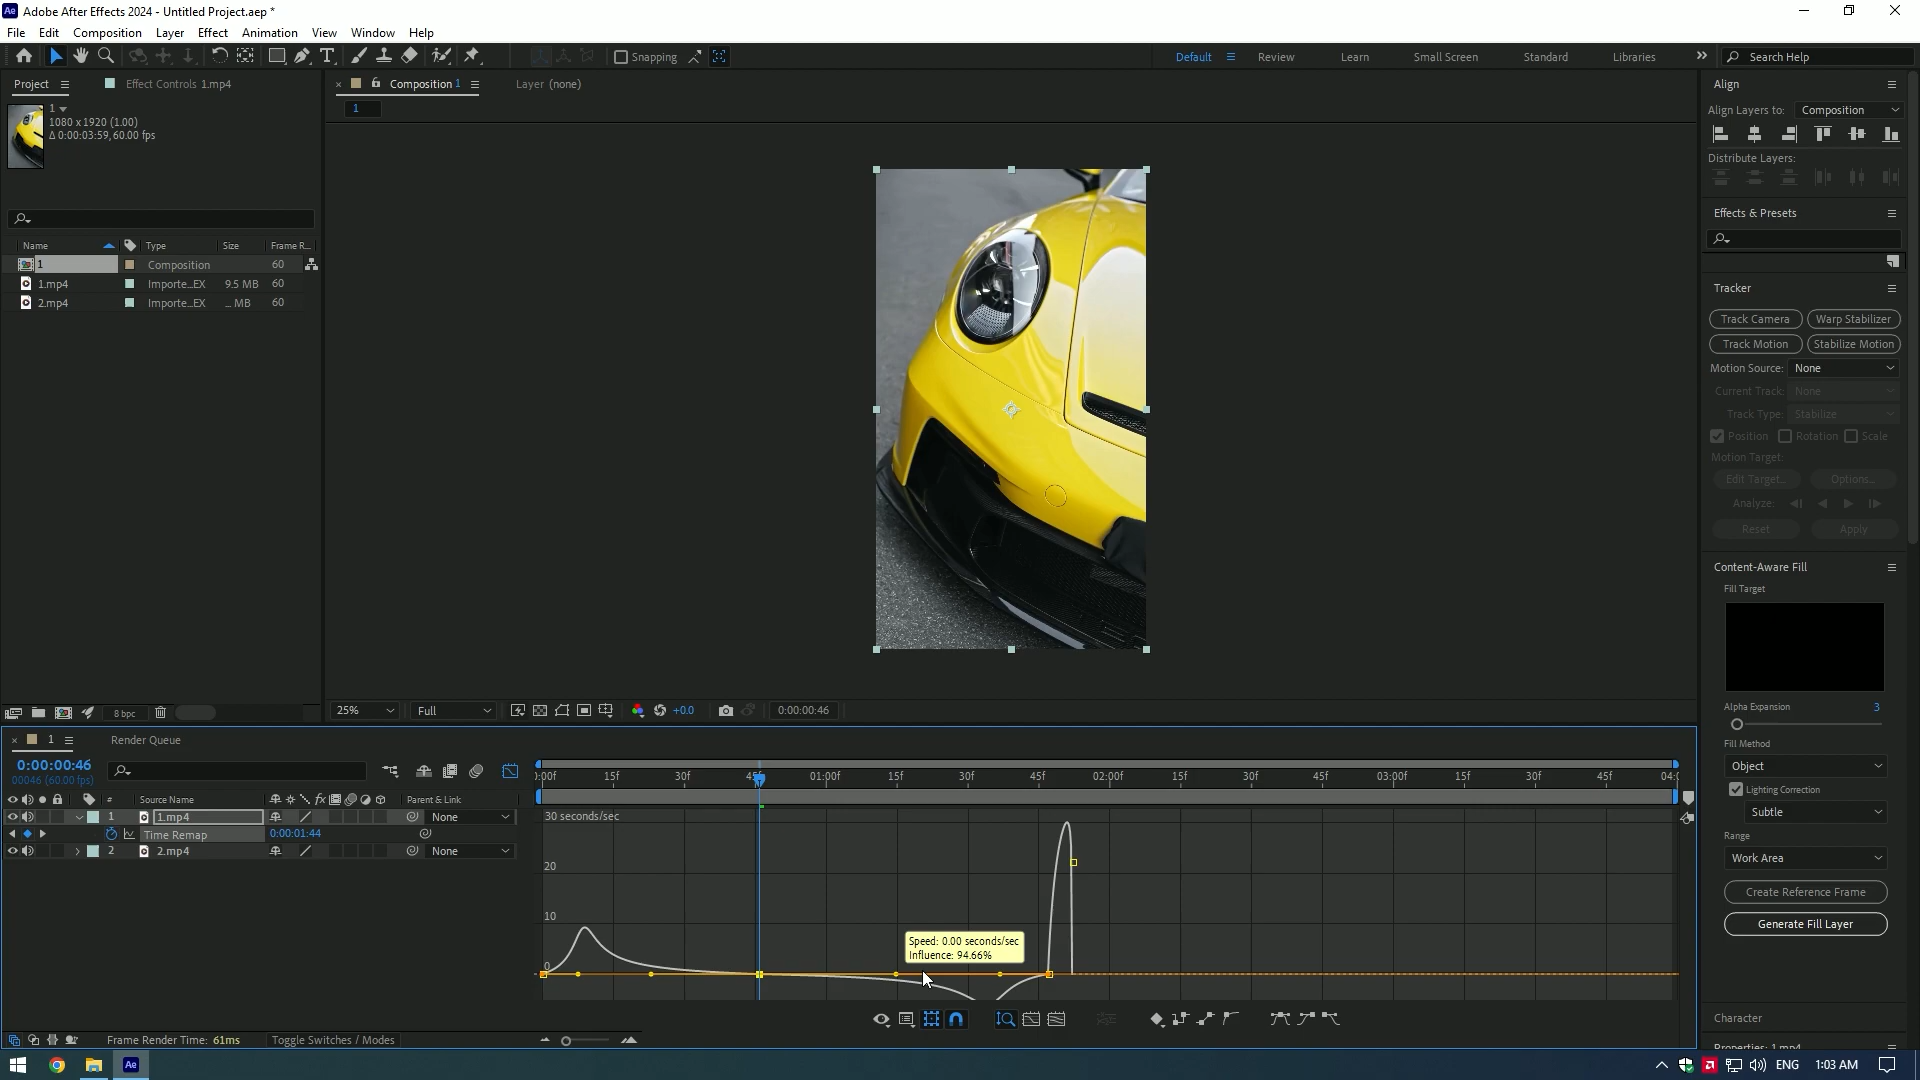 Adobe After Effects 2024 - Untitled Project.aep *
File Edit Composition Layer Effect Animation View Window Help
Snapping
Default Review Learn Small Screen Standard Libraries Search Help
Project Effect Controls 1.mp4
Composition 1
Layer (none)
1
1
1080 x 1920 (1.00)
Δ 0:00:03:59, 60.00 fps
Name Type Size Frame R...
1 Composition 60
1.mp4 Importe...EX 9.5 MB 60
2.mp4 Importe...EX ... MB 60
8 bpc
25% Full +0.0 0:00:00:46
Align
Align Layers to: Composition
Distribute Layers:
Effects & Presets
Tracker
Track Camera Warp Stabilizer
Track Motion Stabilize Motion
Motion Source: None
Current Track: None
Track Type: Stabilize
Position Rotation Scale
Motion Target:
Edit Target... Options...
Analyze:
Reset Apply
Content-Aware Fill
Fill Target
Alpha Expansion 3
Fill Method
Object
Lighting Correction
Subtle
Range
Work Area
Create Reference Frame
Generate Fill Layer
Character
1 Render Queue
0:00:00:46
00046 (60.00 fps)
# Source Name fx Parent & Link
1 1.mp4 None
Time Remap 0:00:01:44
2 2.mp4 None
Frame Render Time: 61ms Toggle Switches / Modes
:00f 15f 30f 45f 01:00f 15f 30f 45f 02:00f 15f 30f 45f 03:00f 15f 30f 45f 04:0
30 seconds/sec
20
10
0
Speed: 0.00 seconds/sec
Influence: 94.66%
Ae ENG 1:03 AM